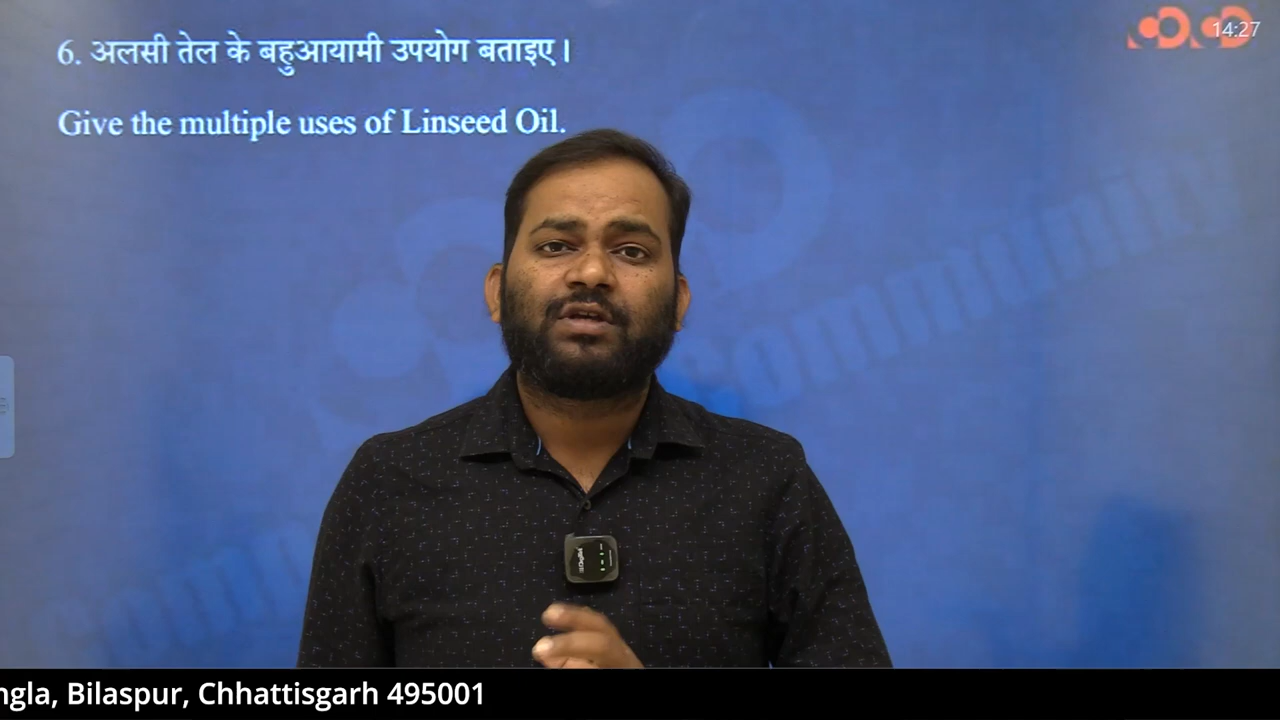 6. अलसी तेल के बहुआयामी उपयोग बताइए।
14:27
Give the multiple uses of Linseed Oil.
community
ngla, Bilaspur, Chhattisgarh 495001